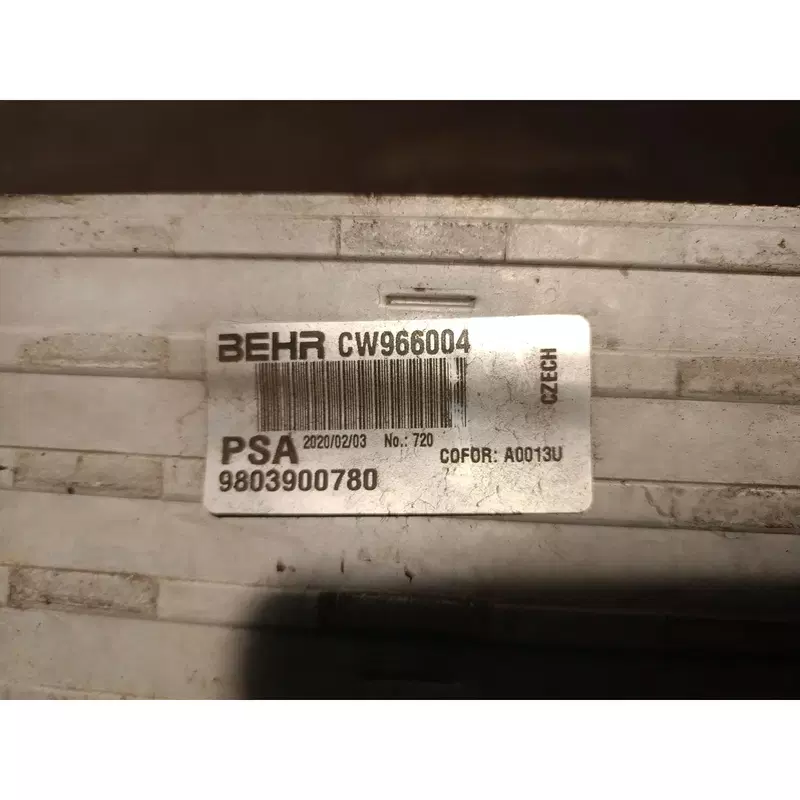 BEHR CW966004
CZECH
PSA 2020/02/03 No.: 720
COFOR: A0013U
9803900780